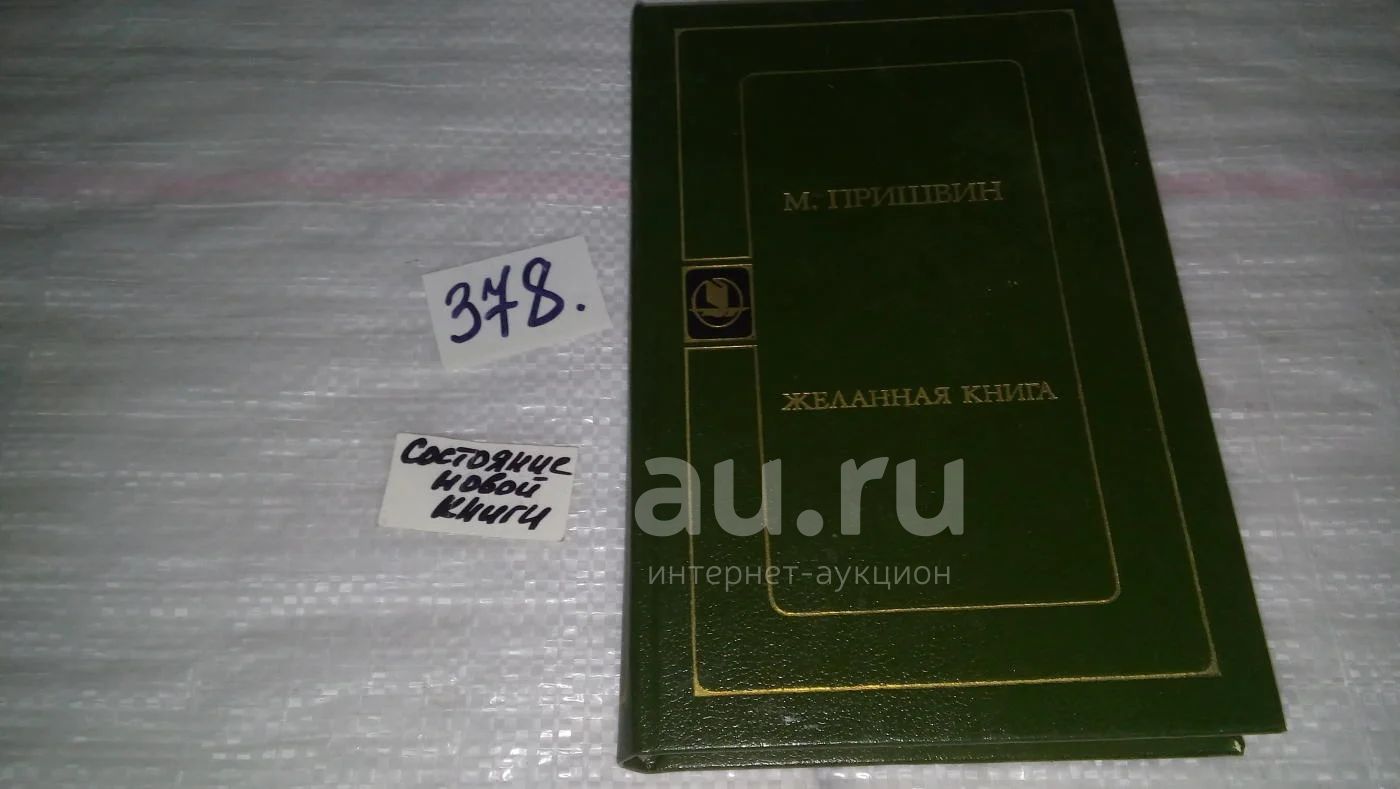 М. ПРИШВИН
378.
ЖЕЛАННАЯ КНИГА
Состояние
новой
книги
au.ru
интернет-аукцион